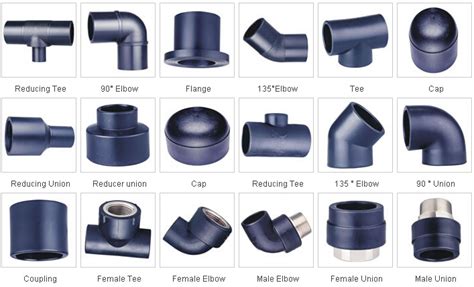 Reducing Tee
90° Elbow
Flange
135°Elbow
Tee
Cap
Reducing Union
Reducer union
Cap
Reducing Tee
135 ° Elbow
90 ° Union
Coupling
Female Tee
Female Elbow
Male Elbow
Female Union
Male Union